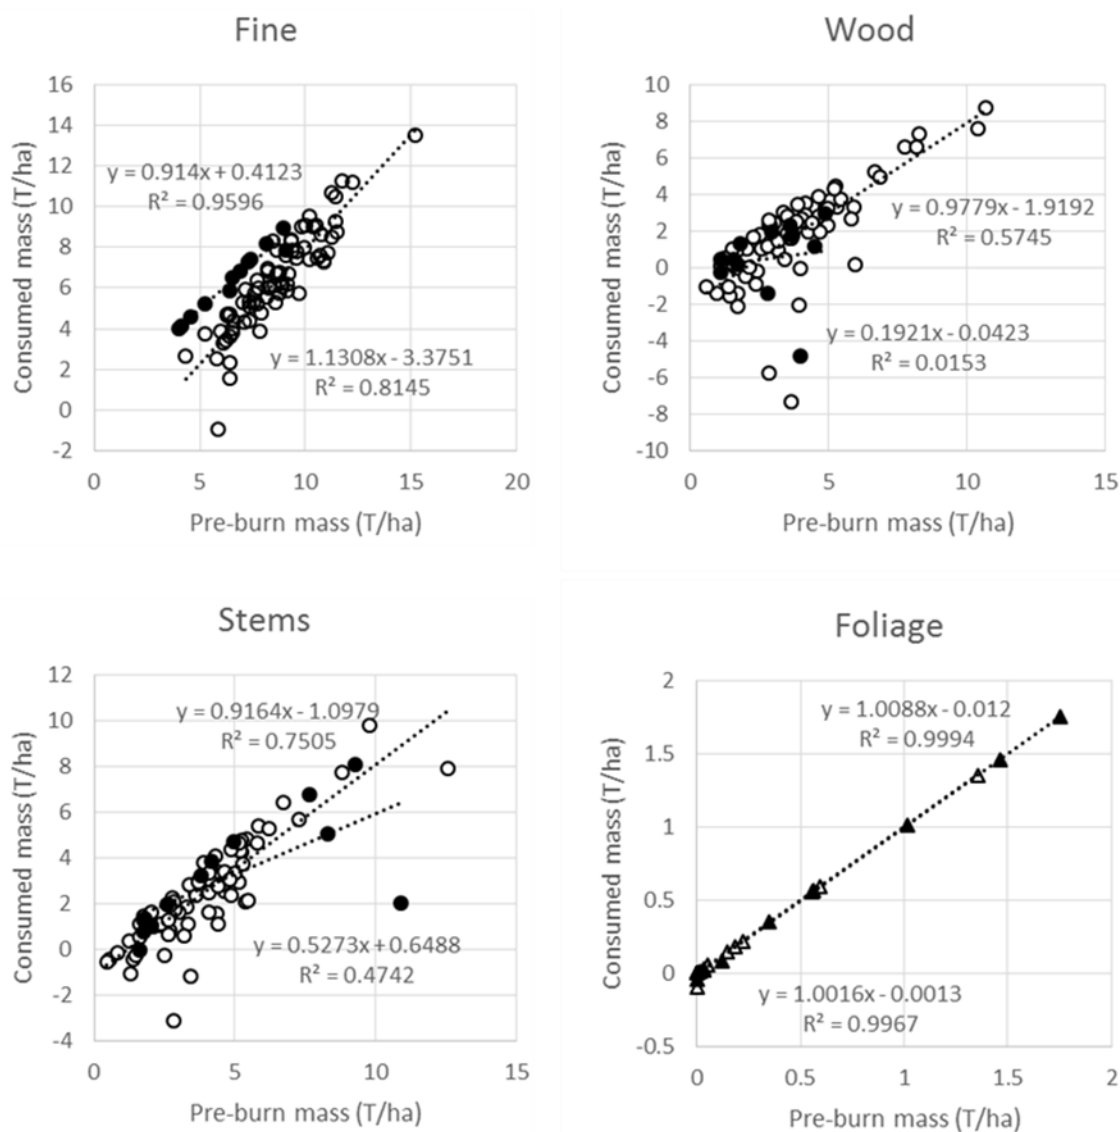 Fine
Consumed mass (T/ha)
16
14
12
10
8
6
4
2
0
-2
y = 0.914x + 0.4123
R² = 0.9596
y = 1.1308x - 3.3751
R² = 0.8145
0 5 10 15 20
Pre-burn mass (T/ha)
Wood
Consumed mass (T/ha)
10
8
6
4
2
0
-2
-4
-6
-8
-10
y = 0.9779x - 1.9192
R² = 0.5745
y = 0.1921x - 0.0423
R² = 0.0153
0 5 10 15
Pre-burn mass (T/ha)
Stems
Consumed mass (T/ha)
12
10
8
6
4
2
0
-2
-4
y = 0.9164x - 1.0979
R² = 0.7505
y = 0.5273x + 0.6488
R² = 0.4742
0 5 10 15
Pre-burn mass (T/ha)
Foliage
Consumed mass (T/ha)
2
1.5
1
0.5
0
-0.5
y = 1.0088x - 0.012
R² = 0.9994
y = 1.0016x - 0.0013
R² = 0.9967
0 0.5 1 1.5 2
Pre-burn mass (T/ha)